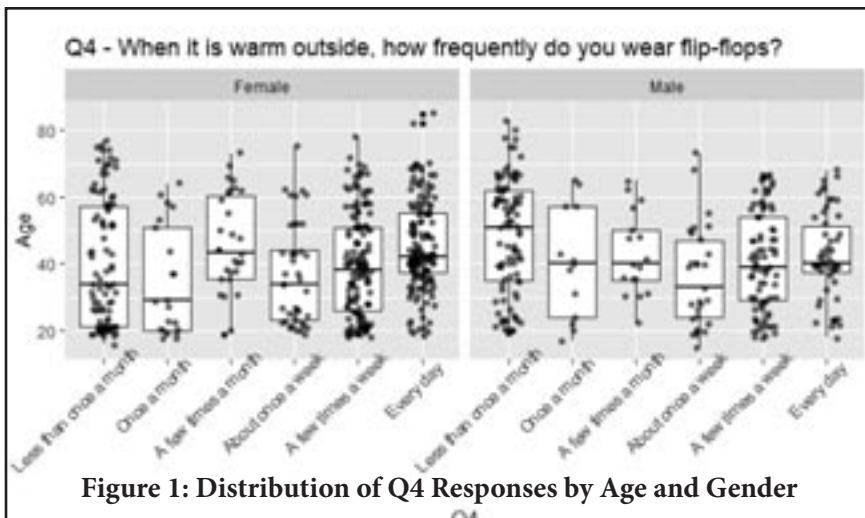 Q4 - When it is warm outside, how frequently do you wear flip-flops?
Female
Male
Age
80
60
40
20
Less than once a month
Once a month
A few times a month
About once a week
A few times a week
Every day
Less than once a month
Once a month
A few times a month
About once a week
A few times a week
Every day
Figure 1: Distribution of Q4 Responses by Age and Gender
Q4